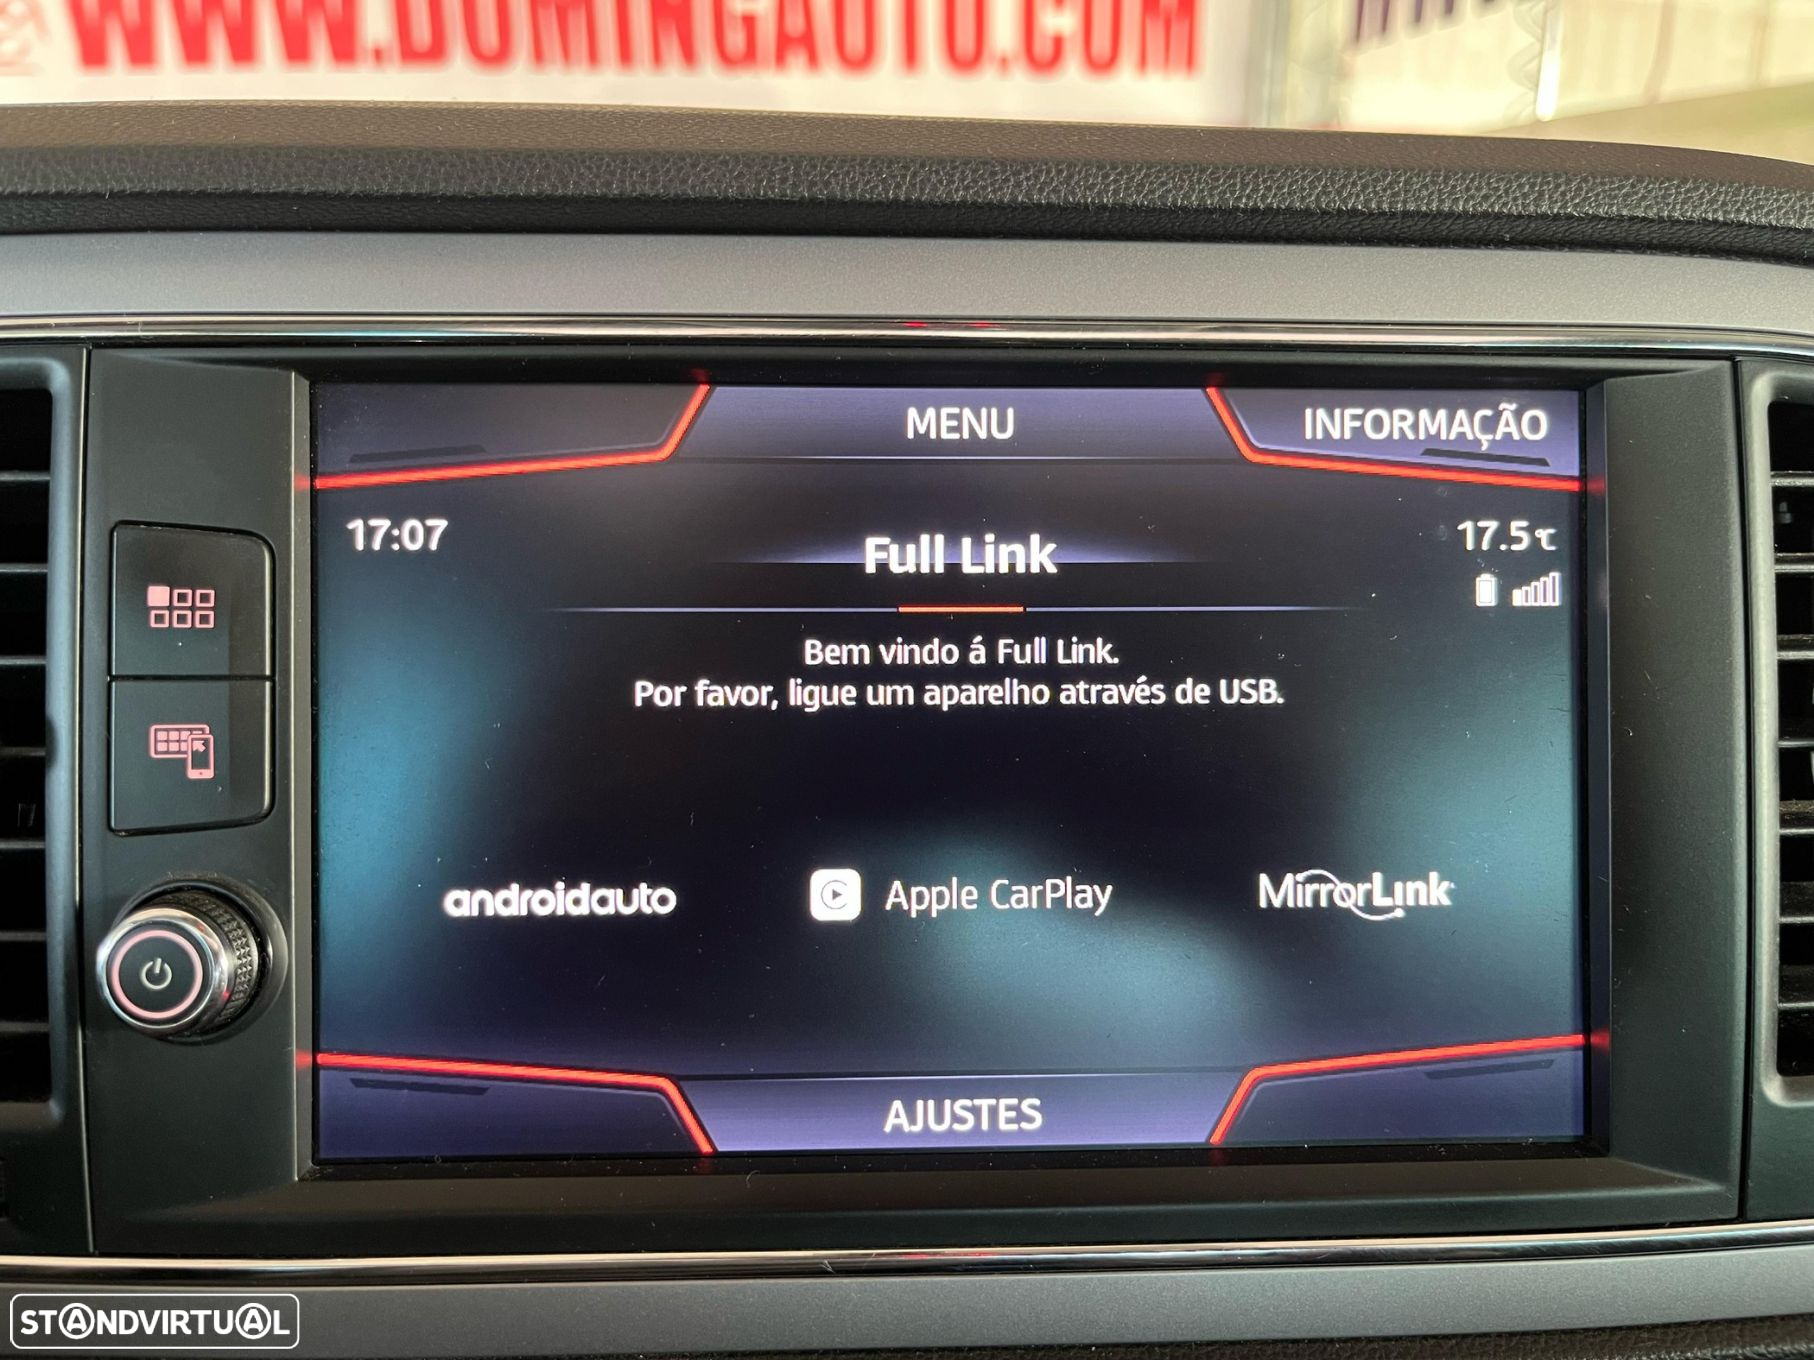 WWW.DOMINGAUTO.COM
MENU
INFORMAÇÃO
17:07
17.5°C
Full Link
Bem vindo á Full Link.
Por favor, ligue um aparelho através de USB.
androidauto
Apple CarPlay
MirrorLink
AJUSTES
STANDVIRTUAL